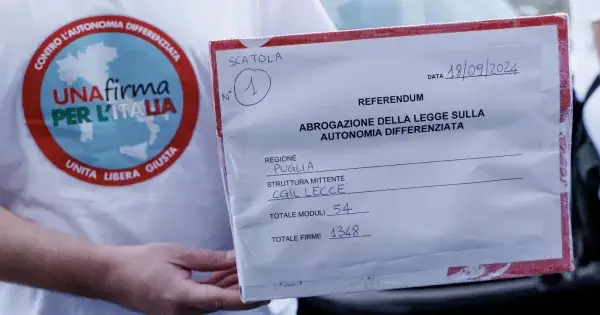 CONTRO L'AUTONOMIA DIFFERENZIATA
UNA firma
PER L'ITALIA
UNITA LIBERA GIUSTA
SCATOLA
N° 1
DATA 18/09/2024
REFERENDUM
ABROGAZIONE DELLA LEGGE SULLA
AUTONOMIA DIFFERENZIATA
REGIONE
PUGLIA
STRUTTURA MITTENTE
CGIL LECCE
TOTALE MODULI 54
TOTALE FIRME 1348